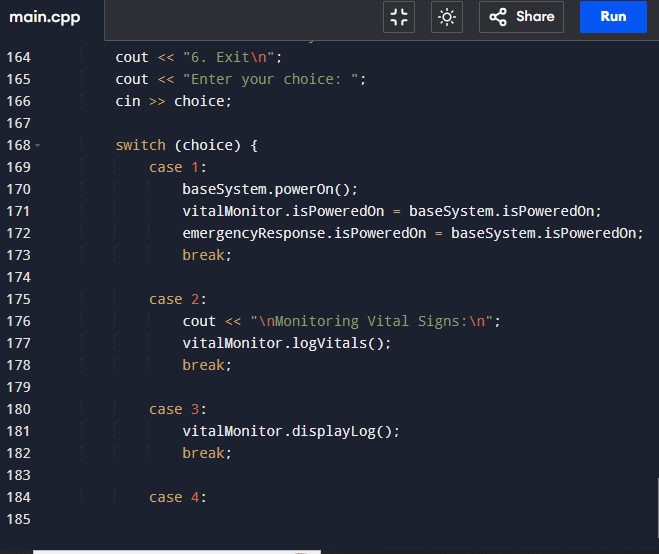 main.cpp
Share
Run
164 cout << "6. Exit\n";
165 cout << "Enter your choice: ";
166 cin >> choice;
167
168 switch (choice) {
169 case 1:
170 baseSystem.powerOn();
171 vitalMonitor.isPoweredOn = baseSystem.isPoweredOn;
172 emergencyResponse.isPoweredOn = baseSystem.isPoweredOn;
173 break;
174
175 case 2:
176 cout << "\nMonitoring Vital Signs:\n";
177 vitalMonitor.logVitals();
178 break;
179
180 case 3:
181 vitalMonitor.displayLog();
182 break;
183
184 case 4:
185